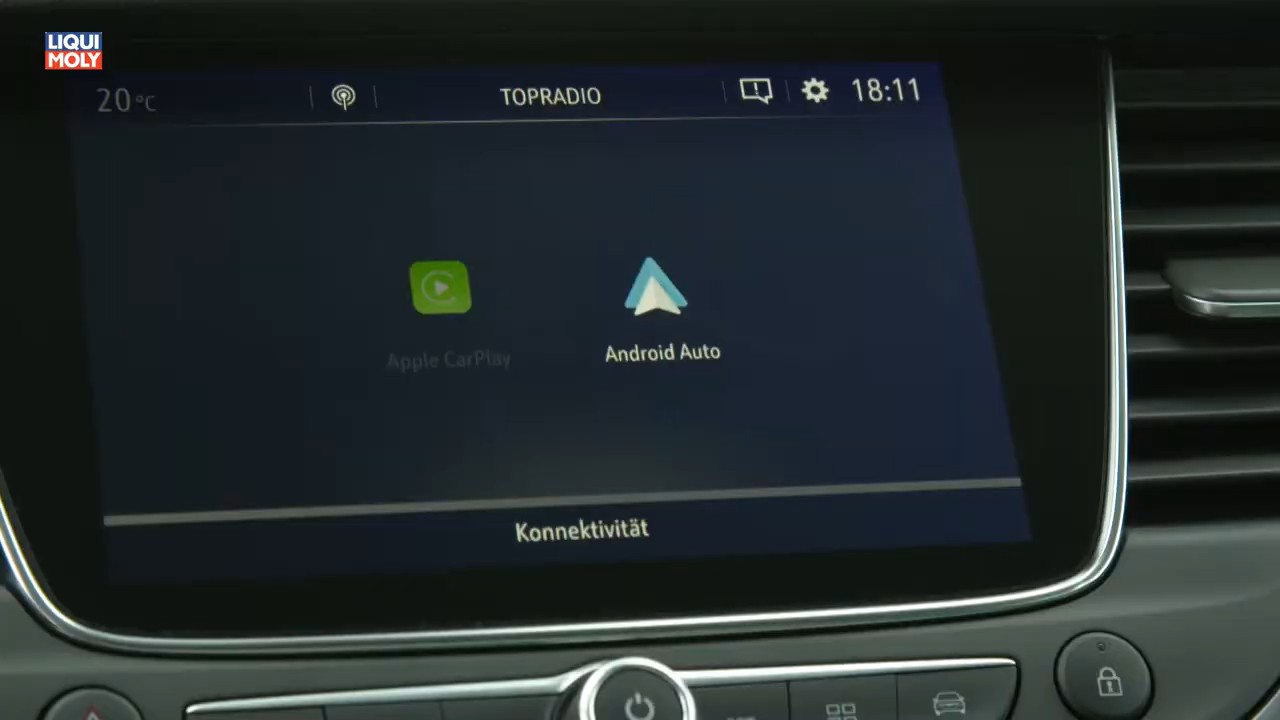 LIQUI
MOLY
20°C
TOPRADIO
18:11
Apple CarPlay
Android Auto
Konnektivität